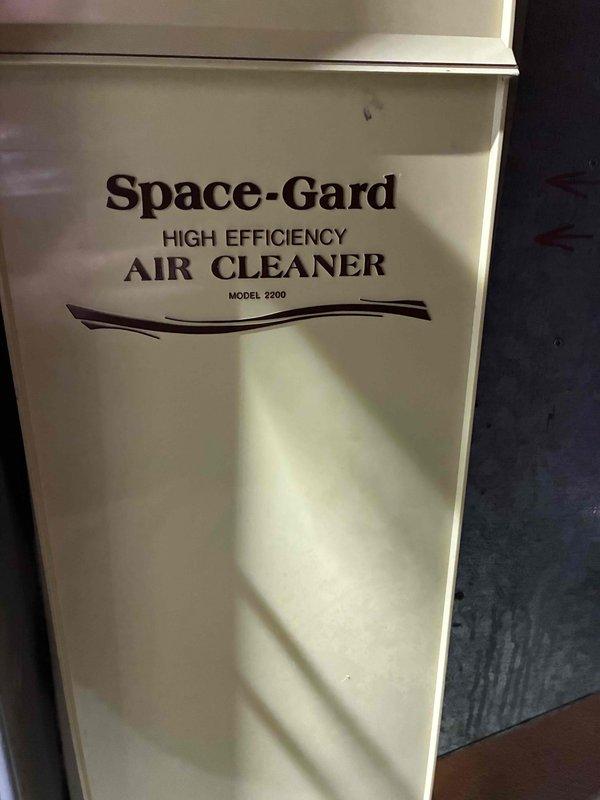 Space-Gard
HIGH EFFICIENCY
AIR CLEANER
MODEL 2200